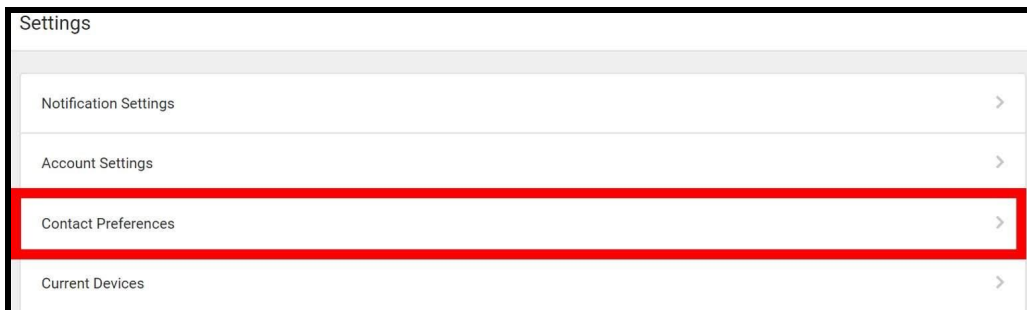 Settings
Notification Settings
Account Settings
Contact Preferences
Current Devices